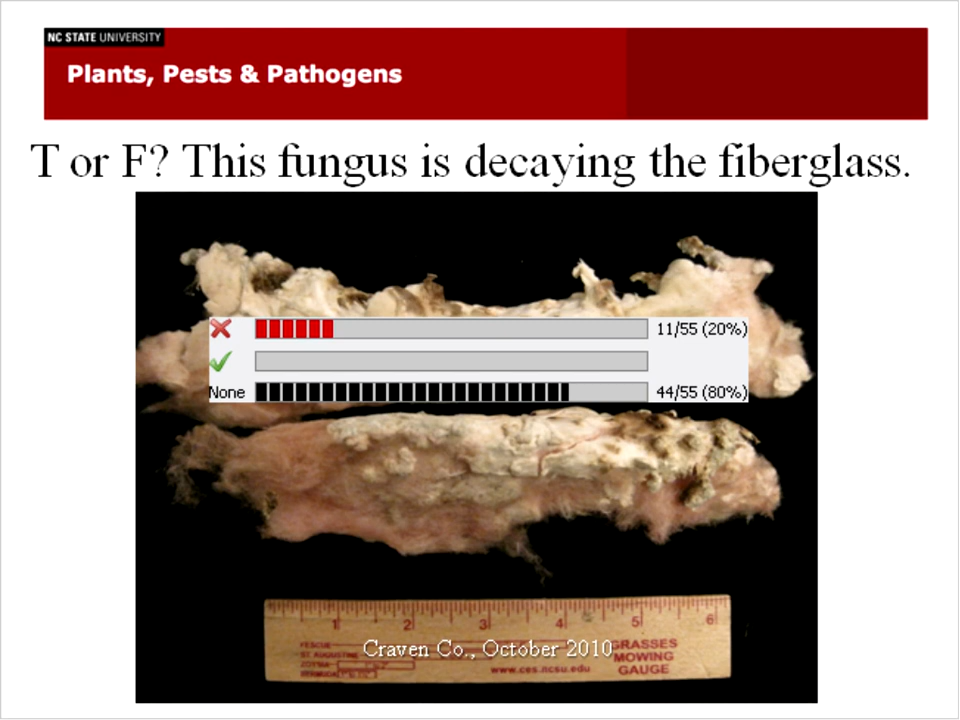 NC STATE UNIVERSITY
Plants, Pests & Pathogens
T or F? This fungus is decaying the fiberglass.
11/55 (20%)
None 44/55 (80%)
1 2 3 4 5 6
Craven Co., October 2010
FESCUE
ST. AUGUSTINE
ZOYSIA
BERMUDA
www.ces.ncsu.edu
GRASSES
MOWING
GAUGE